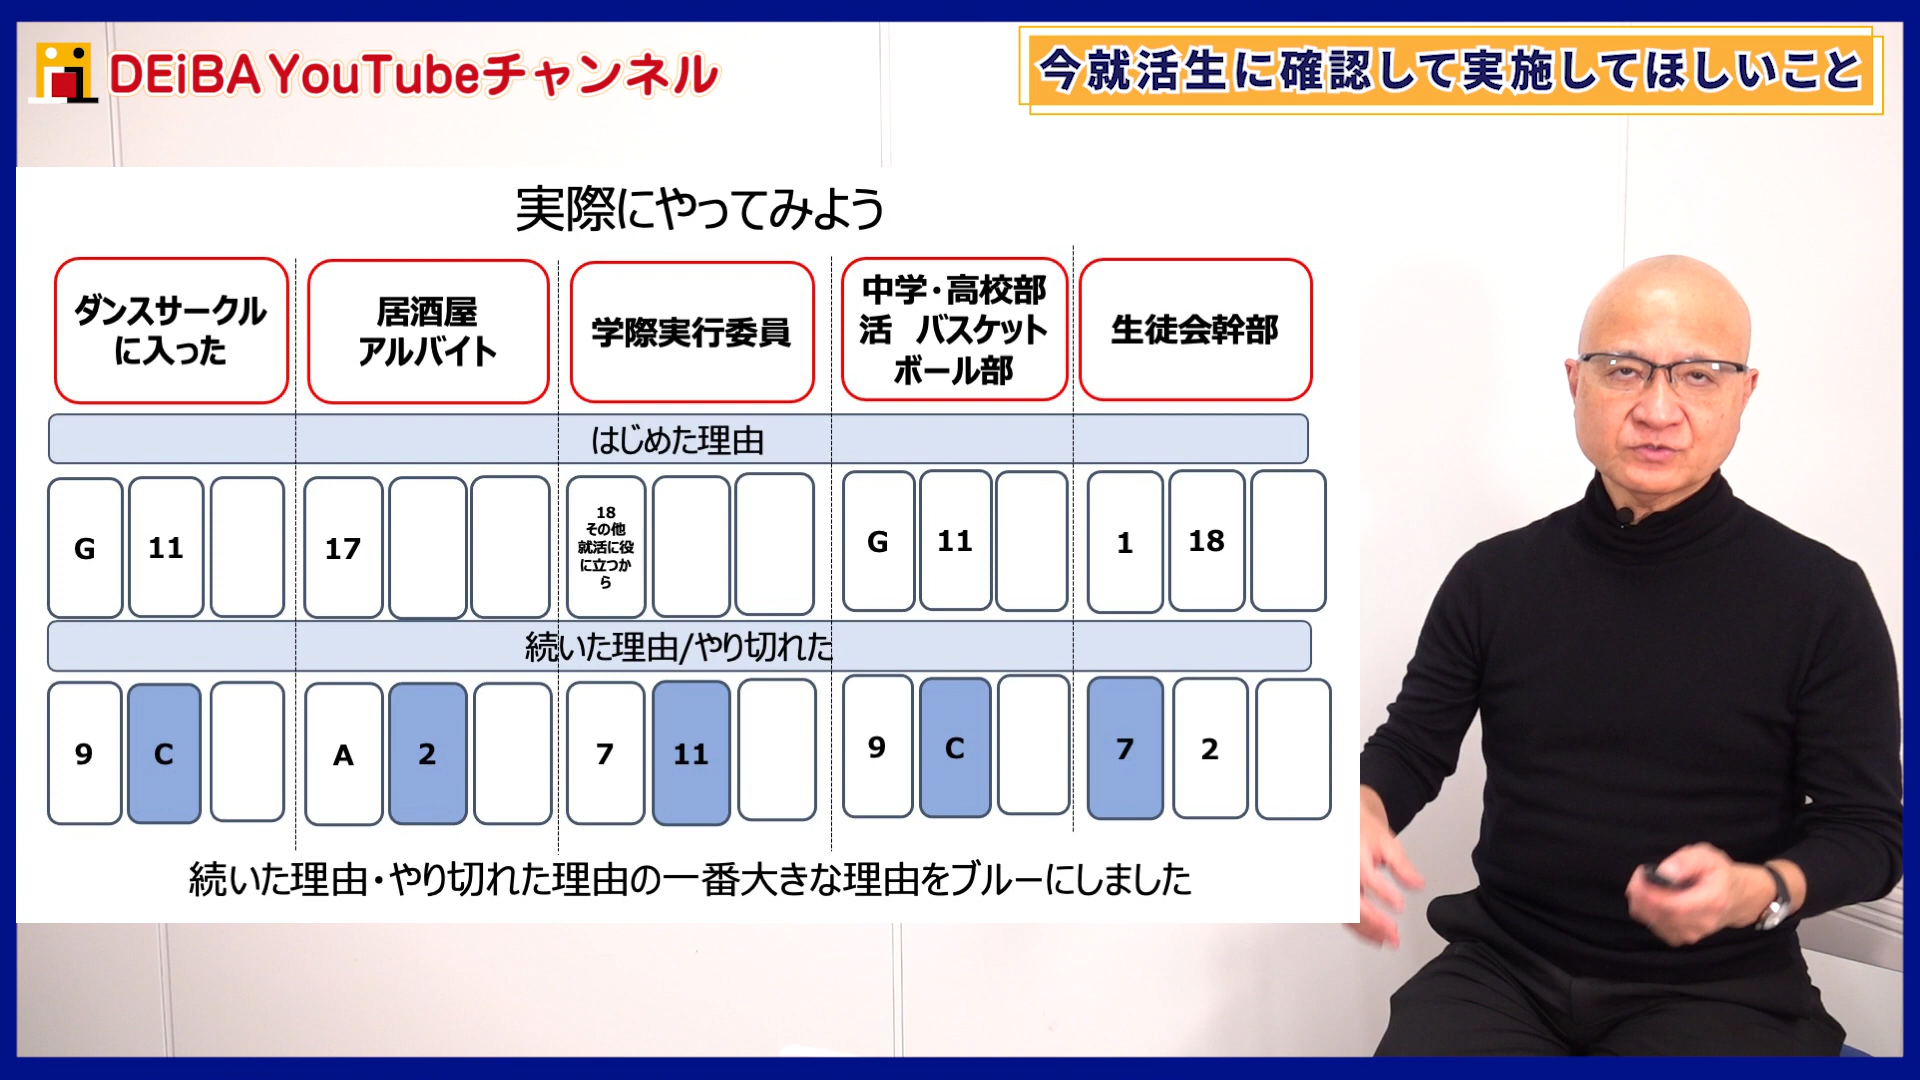 DEiBA YouTubeチャンネル
今就活生に確認して実施してほしいこと
実際にやってみよう
ダンスサークル
に入った
居酒屋
アルバイト
学際実行委員
中学・高校部
活　バスケット
ボール部
生徒会幹部
はじめた理由
G
11
17
18
その他
就活に役
に立つか
ら
G
11
1
18
続いた理由/やり切れた
9
C
A
2
7
11
9
C
7
2
続いた理由・やり切れた理由の一番大きな理由をブルーにしました